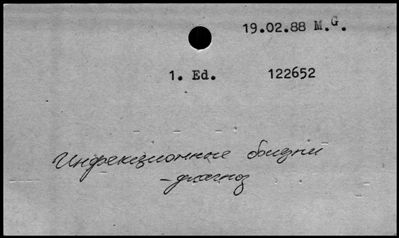 19.02.88 M.G.
1. Ed. 122652
Инфекционные болезни
– диагноз